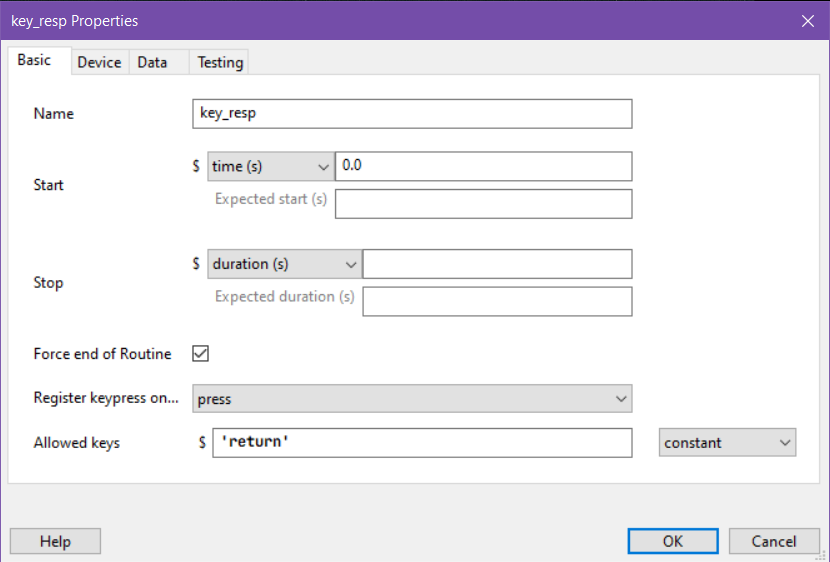 key_resp Properties
Basic Device Data Testing
Name key_resp
Start $ time (s) 0.0
Expected start (s)
Stop $ duration (s)
Expected duration (s)
Force end of Routine
Register keypress on... press
Allowed keys $ 'return' constant
Help OK Cancel